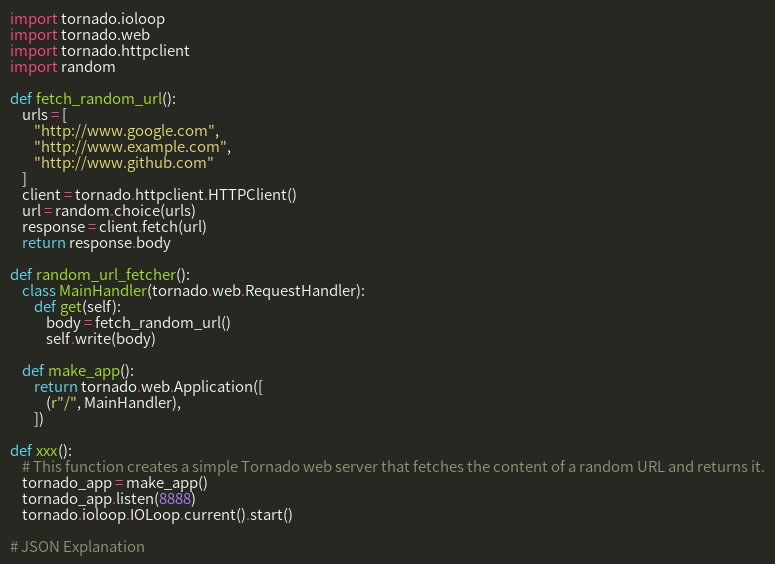 import tornado.ioloop
import tornado.web
import tornado.httpclient
import random

def fetch_random_url():
    urls = [
        "http://www.google.com",
        "http://www.example.com",
        "http://www.github.com"
    ]
    client = tornado.httpclient.HTTPClient()
    url = random.choice(urls)
    response = client.fetch(url)
    return response.body

def random_url_fetcher():
    class MainHandler(tornado.web.RequestHandler):
        def get(self):
            body = fetch_random_url()
            self.write(body)

    def make_app():
        return tornado.web.Application([
            (r"/", MainHandler),
        ])

def xxx():
    # This function creates a simple Tornado web server that fetches the content of a random URL and returns it.
    tornado_app = make_app()
    tornado_app.listen(8888)
    tornado.ioloop.IOLoop.current().start()

# JSON Explanation